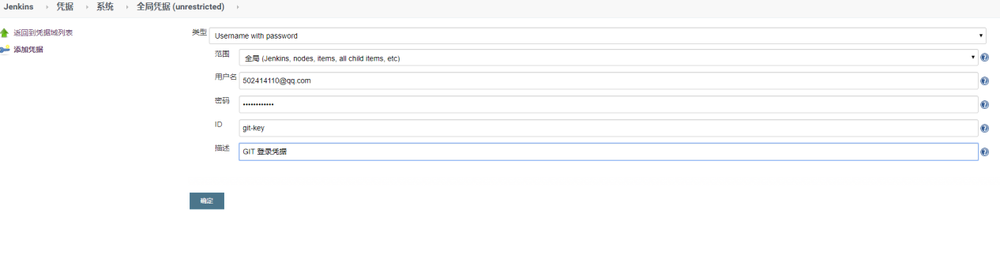 Jenkins › 凭据 › 系统 › 全局凭据 (unrestricted) ›
返回到凭据域列表
添加凭据
类型 Username with password
范围 全局 (Jenkins, nodes, items, all child items, etc)
用户名 502414110@qq.com
密码 ••••••••••••
ID git-key
描述 GIT 登录凭据
确定